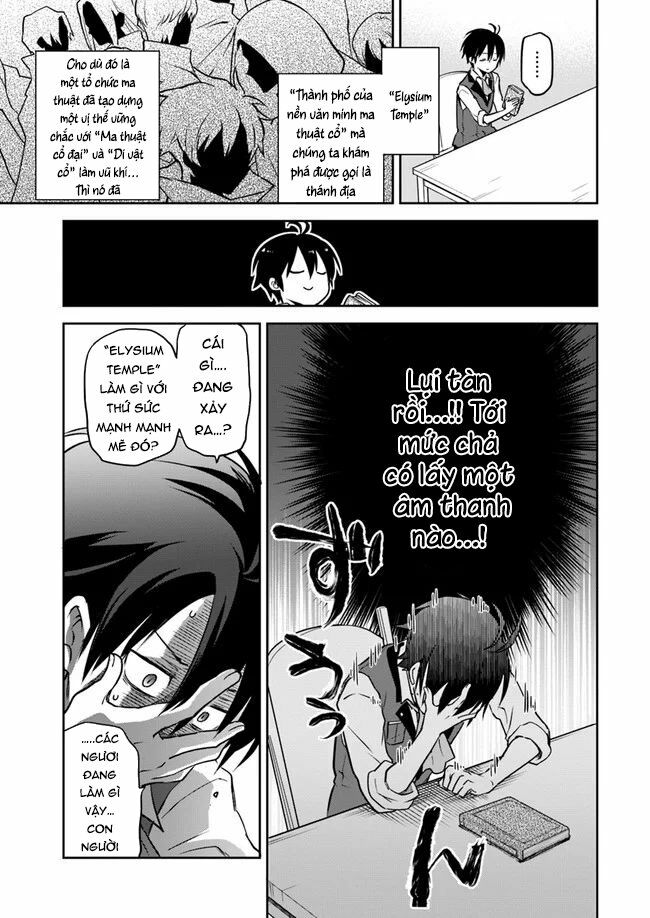 ......
"Elysium
Temple"
"Thành phố của
nền văn minh
ma thuật cổ" mà
chúng ta khám
phá được gọi là
thánh địa
Cho dù đó là
một tổ chức ma
thuật đã tạo dựng
một vị thế vững
chắc với "Ma thuật
cổ đại" và "Di vật
cổ" làm vũ khí...
Thì nó đã
Lụi tàn
rồi...!! Tới
mức chả
có lấy một
âm thanh
nào...!
ずーん
CÁI
GÌ....
ĐANG
XẢY
RA...?
"ELYSIUM
TEMPLE"
LÀM GÌ VỚI
THỨ SỨC
MẠNH MẠNH
MẼ ĐÓ?
.....CÁC
NGƯƠI
ĐANG
LÀM GÌ
VẬY...
CON
NGƯỜI